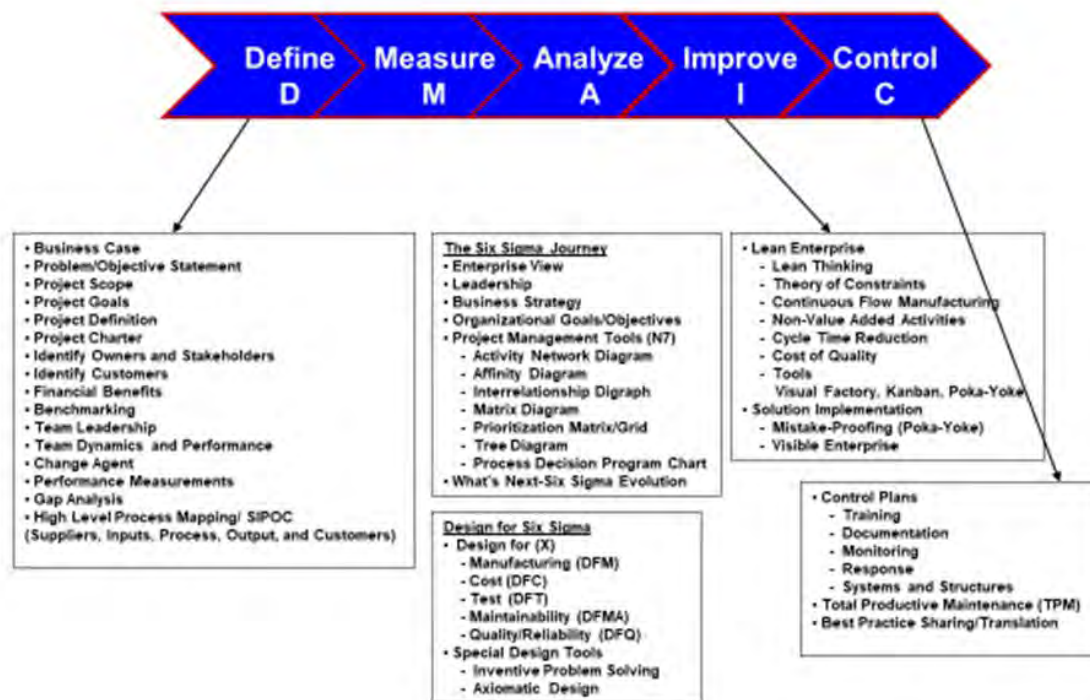 Define
D
Measure
M
Analyze
A
Improve
I
Control
C
• Business Case
• Problem/Objective Statement
• Project Scope
• Project Goals
• Project Definition
• Project Charter
• Identify Owners and Stakeholders
• Identify Customers
• Financial Benefits
• Benchmarking
• Team Leadership
• Team Dynamics and Performance
• Change Agent
• Performance Measurements
• Gap Analysis
• High Level Process Mapping/ SIPOC
(Suppliers, Inputs, Process, Output, and Customers)
The Six Sigma Journey
• Enterprise View
• Leadership
• Business Strategy
• Organizational Goals/Objectives
• Project Management Tools (N7)
- Activity Network Diagram
- Affinity Diagram
- Interrelationship Digraph
- Matrix Diagram
- Prioritization Matrix/Grid
- Tree Diagram
- Process Decision Program Chart
• What's Next-Six Sigma Evolution
Design for Six Sigma
• Design for (X)
- Manufacturing (DFM)
- Cost (DFC)
- Test (DFT)
- Maintainability (DFMA)
- Quality/Reliability (DFQ)
• Special Design Tools
- Inventive Problem Solving
- Axiomatic Design
• Lean Enterprise
- Lean Thinking
- Theory of Constraints
- Continuous Flow Manufacturing
- Non-Value Added Activities
- Cycle Time Reduction
- Cost of Quality
- Tools
Visual Factory, Kanban, Poka-Yoke
• Solution Implementation
- Mistake-Proofing (Poka-Yoke)
- Visible Enterprise
• Control Plans
- Training
- Documentation
- Monitoring
- Response
- Systems and Structures
• Total Productive Maintenance (TPM)
• Best Practice Sharing/Translation